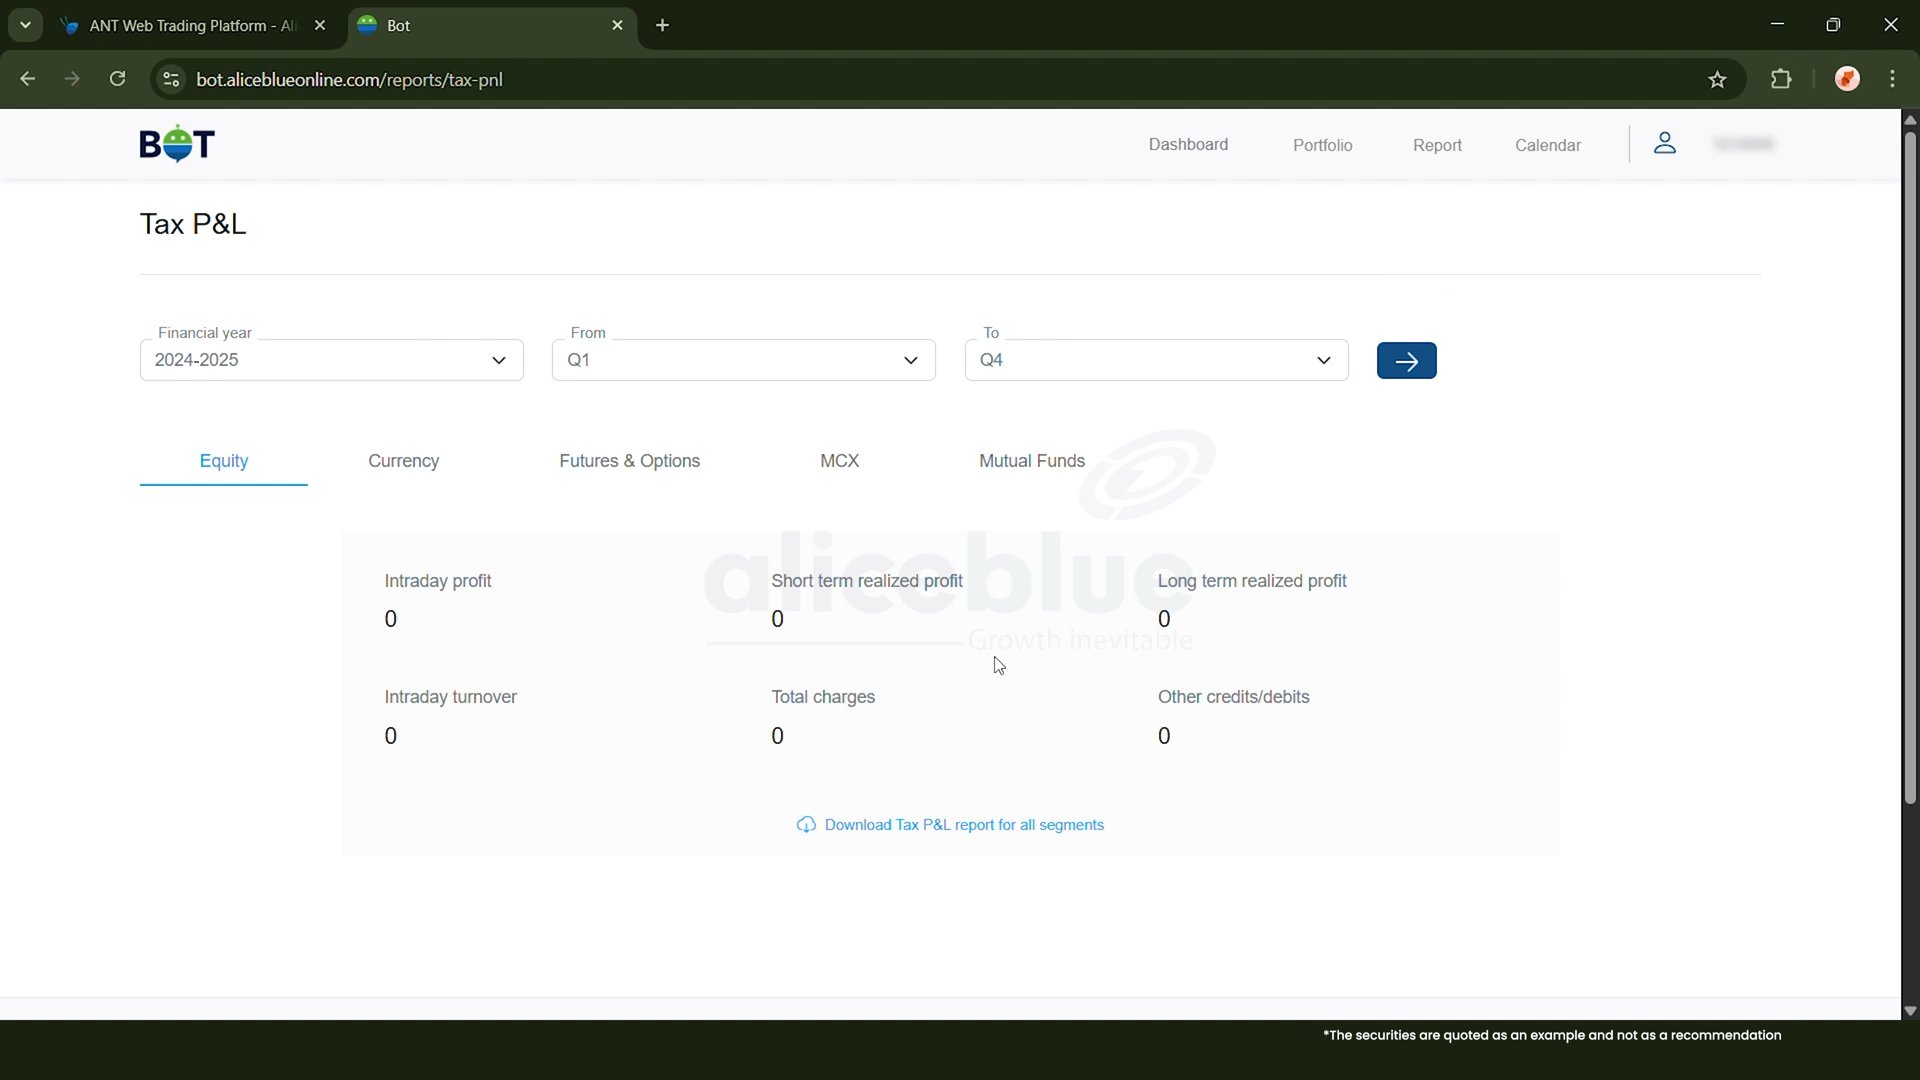 ANT Web Trading Platform - Ali
Bot
bot.aliceblueonline.com/reports/tax-pnl
BOT
Dashboard
Portfolio
Report
Calendar
Tax P&L
Financial year
From
To
2024-2025
Q1
Q4
Equity
Currency
Futures & Options
MCX
Mutual Funds
aliceblue
Growth inevitable
Intraday profit
Short term realized profit
Long term realized profit
0
0
0
Intraday turnover
Total charges
Other credits/debits
0
0
0
Download Tax P&L report for all segments
*The securities are quoted as an example and not as a recommendation